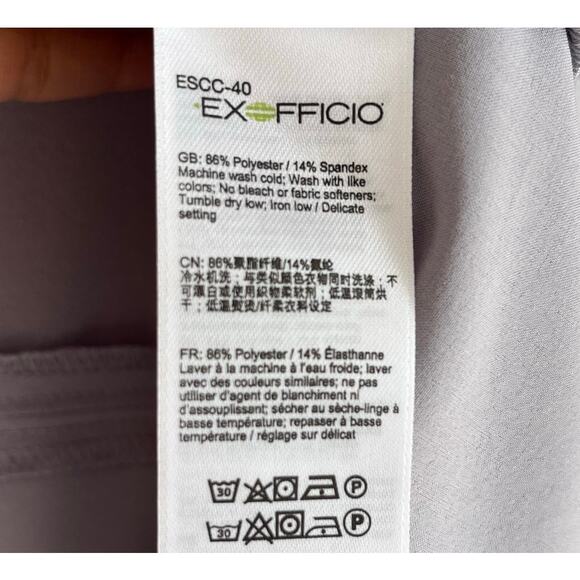 ESCC-40
EXOFFICIO
GB: 86% Polyester / 14% Spandex
Machine wash cold; Wash with like
colors; No bleach or fabric softeners;
Tumble dry low; Iron low / Delicate
setting
CN: 86%聚脂纤维/14%氨纶
冷水机洗；与类似颜色衣物同时洗涤；不
可漂白或使用织物柔软剂；低温滚筒烘
干；低温熨烫/纤柔衣料设定
FR: 86% Polyester / 14% Élasthanne
Laver à la machine à l'eau froide; laver
avec des couleurs similaires; ne pas
utiliser d'agent de blanchiment ni
d'assouplissant; sécher au sèche-linge à
basse température; repasser à basse
température / réglage sur délicat
30 P
30 P